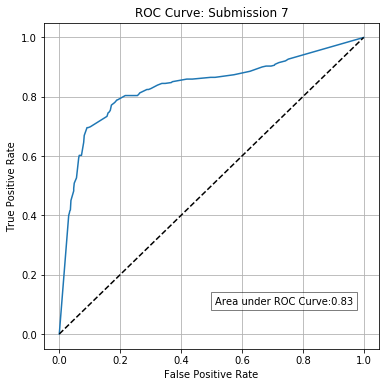 ROC Curve: Submission 7
True Positive Rate
1.0
0.8
0.6
0.4
0.2
0.0
Area under ROC Curve:0.83
0.0 0.2 0.4 0.6 0.8 1.0
False Positive Rate